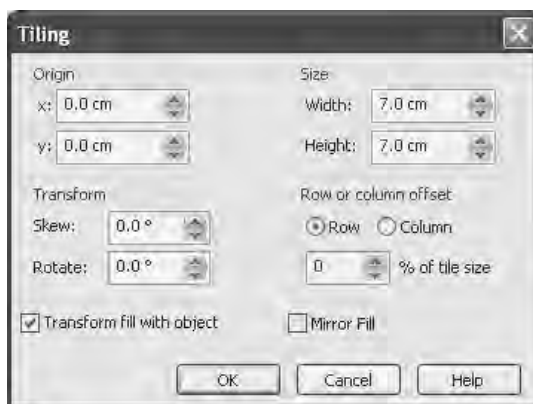 Tiling
Origin
x: 0.0 cm
y: 0.0 cm
Size
Width: 7.0 cm
Height: 7.0 cm
Transform
Skew: 0.0 °
Rotate: 0.0 °
Row or column offset
Row Column
0 % of tile size
Transform fill with object
Mirror Fill
OK Cancel Help